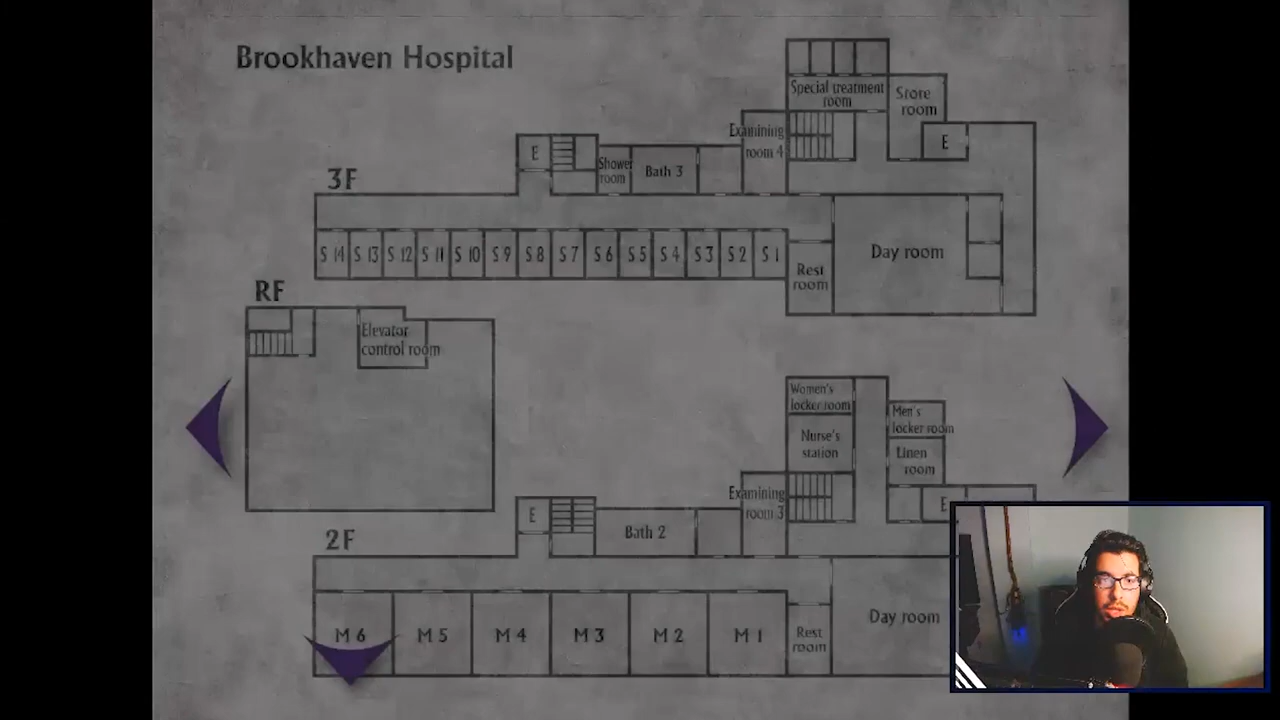 Brookhaven Hospital
3F
E
Shower
room
Bath 3
Examining
room 4
Special treatment
room
Store
room
E
S 14
S 13
S 12
S 11
S 10
S 9
S 8
S 7
S 6
S 5
S 4
S 3
S 2
S 1
Rest
room
Day room
RF
Elevator
control room
2F
E
Bath 2
Examining
room 3
Women's
locker room
Nurse's
station
Men's
locker room
Linen
room
E
M 6
M 5
M 4
M 3
M 2
M 1
Rest
room
Day room